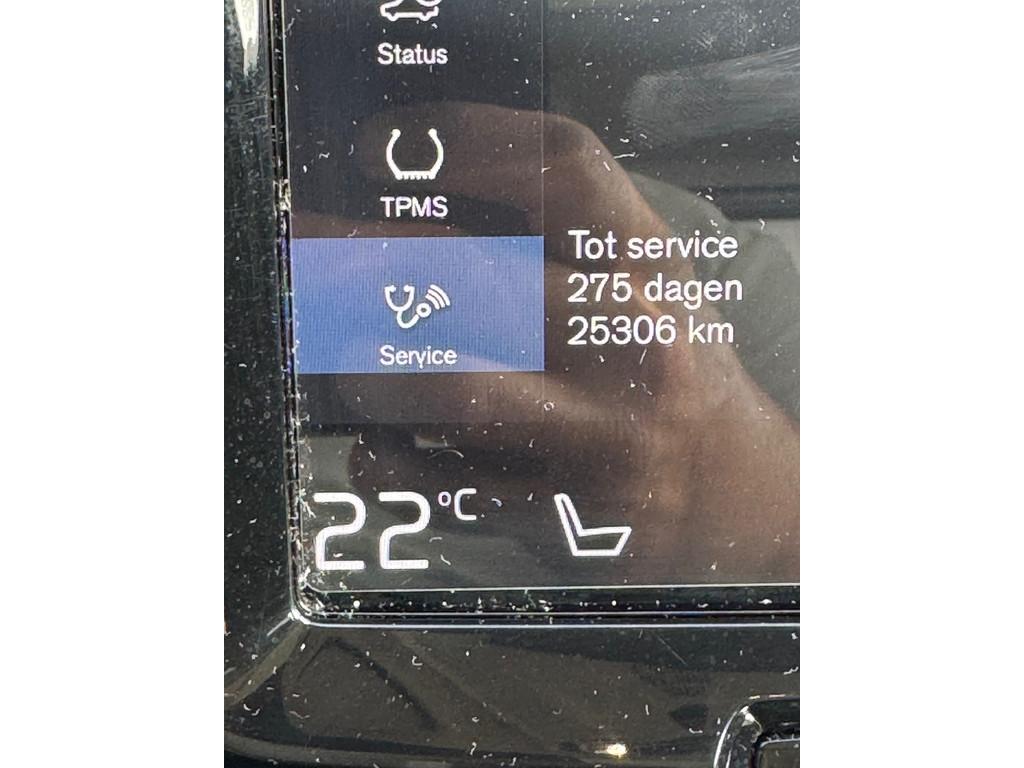 Status
TPMS
Service
Tot service
275 dagen
25306 km
22 °C